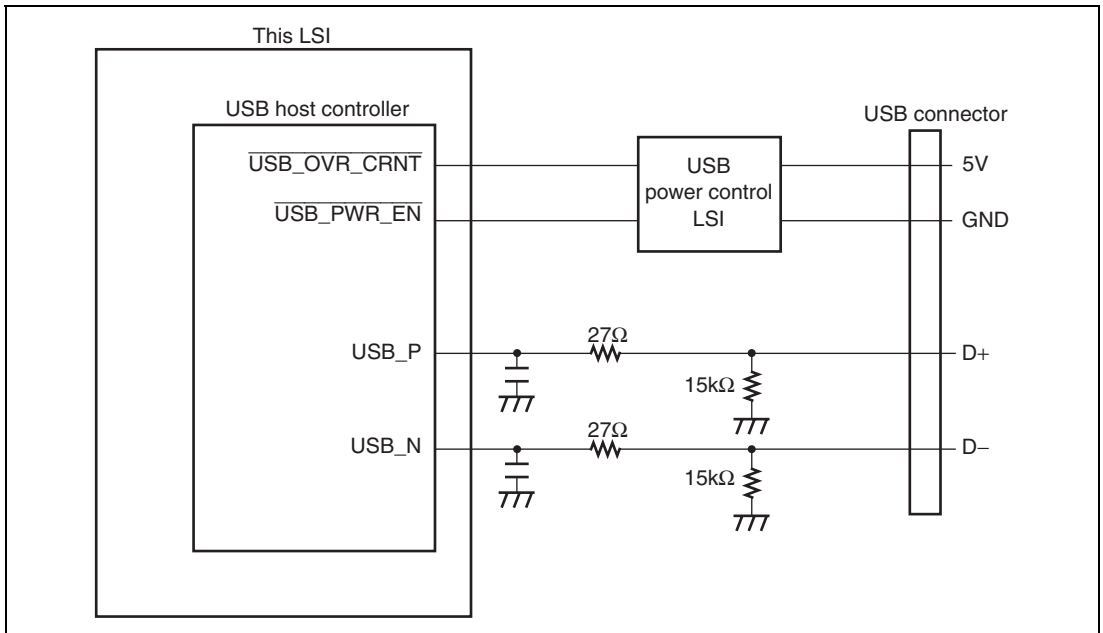 This LSI
USB host controller
USB connector
USB_OVR_CRNT
USB
power control
LSI
5V
USB_PWR_EN
GND
USB_P
27Ω
D+
15kΩ
USB_N
27Ω
D−
15kΩ